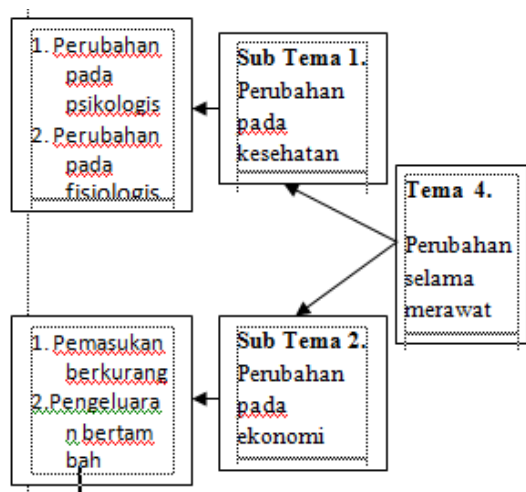 1. Perubahan
pada
psikologis
2. Perubahan
pada
fisiologis
Sub Tema 1.
Perubahan
pada
kesehatan
Tema 4.
Perubahan
selama
merawat
1. Pemasukan
berkurang
2.Pengeluara
n bertam
bah
Sub Tema 2.
Perubahan
pada
ekonomi